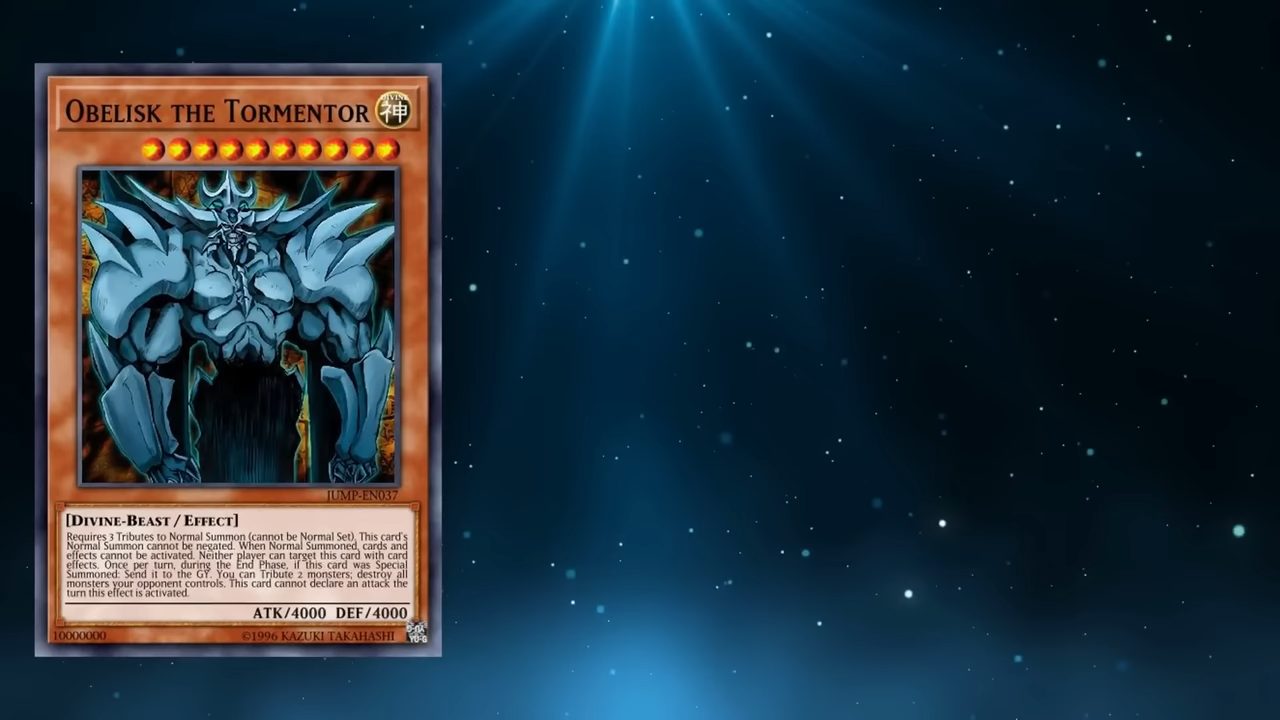 OBELISK THE TORMENTOR
DIVINE
神
JUMP-EN037
[DIVINE-BEAST / EFFECT]
Requires 3 Tributes to Normal Summon (cannot be Normal Set). This card's
Normal Summon cannot be negated. When Normal Summoned, cards and
effects cannot be activated. Neither player can target this card with card
effects. Once per turn, during the End Phase, if this card was Special
Summoned: Send it to the GY. You can Tribute 2 monsters; destroy all
monsters your opponent controls. This card cannot declare an attack the
turn this effect is activated.
ATK/4000 DEF/4000
10000000
©1996 KAZUKI TAKAHASHI